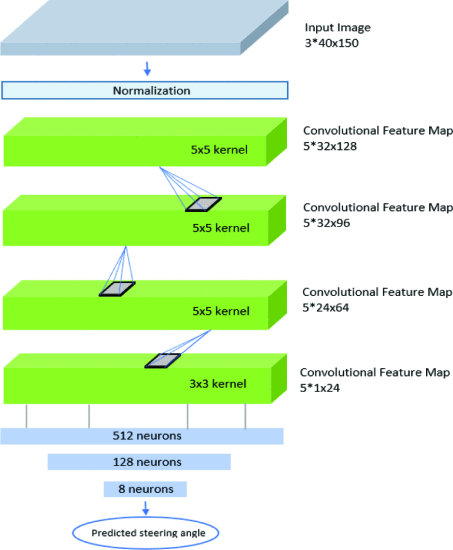 Input Image
3*40x150
Normalization
Convolutional Feature Map
5*32x128
5x5 kernel
Convolutional Feature Map
5*32x96
5x5 kernel
Convolutional Feature Map
5*24x64
5x5 kernel
Convolutional Feature Map
5*1x24
3x3 kernel
512 neurons
128 neurons
8 neurons
Predicted steering angle